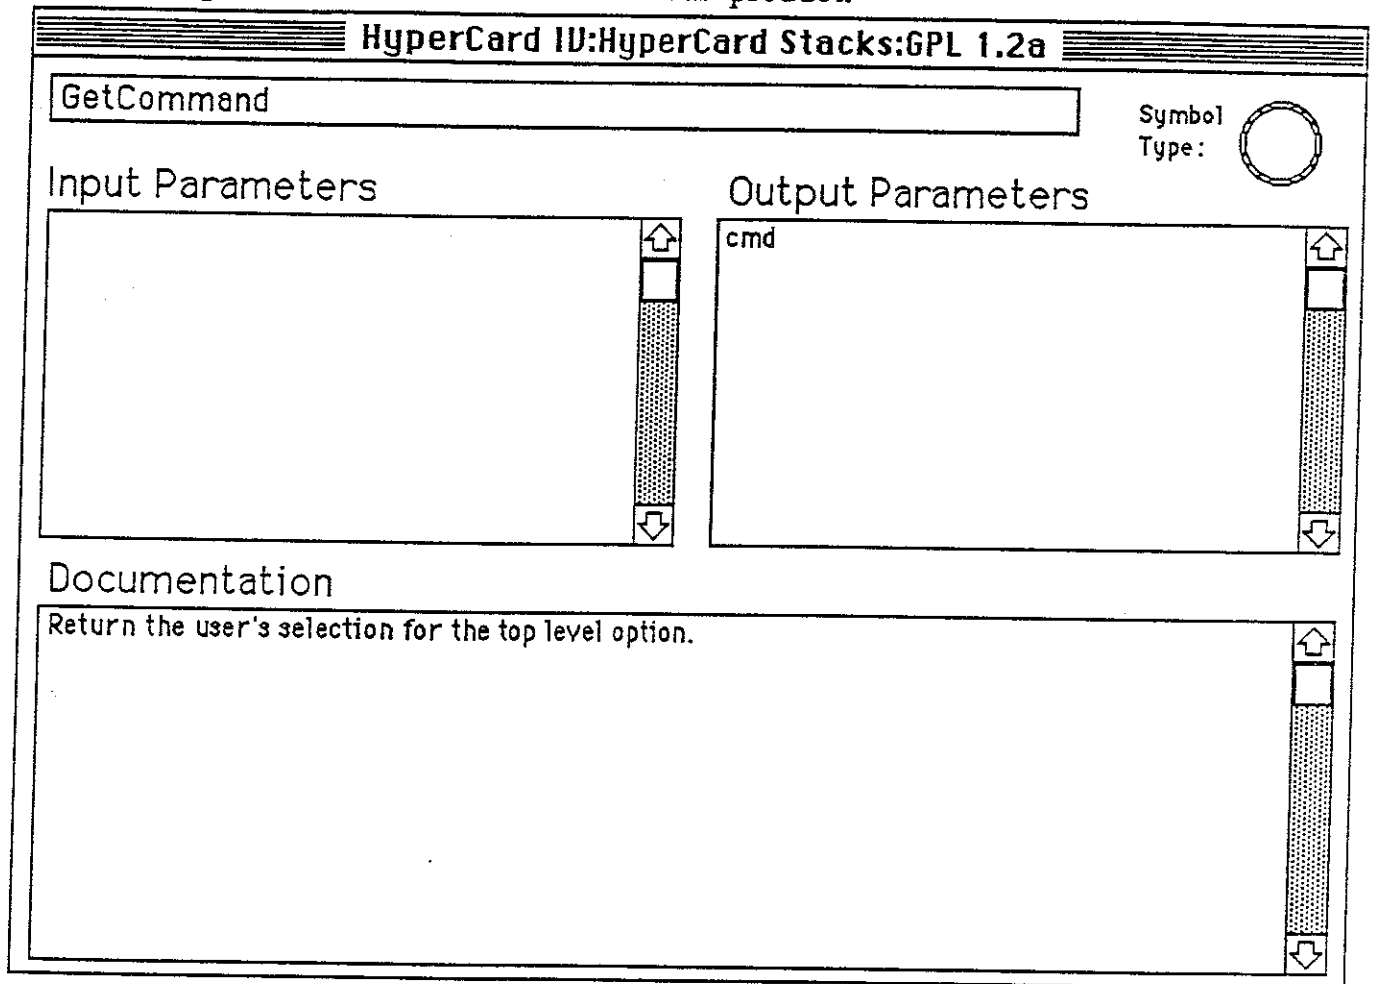 problem
HyperCard IV:HyperCard Stacks:GPL 1.2a
GetCommand
Symbol
Type:
Input Parameters
Output Parameters
cmd
Documentation
Return the user's selection for the top level option.